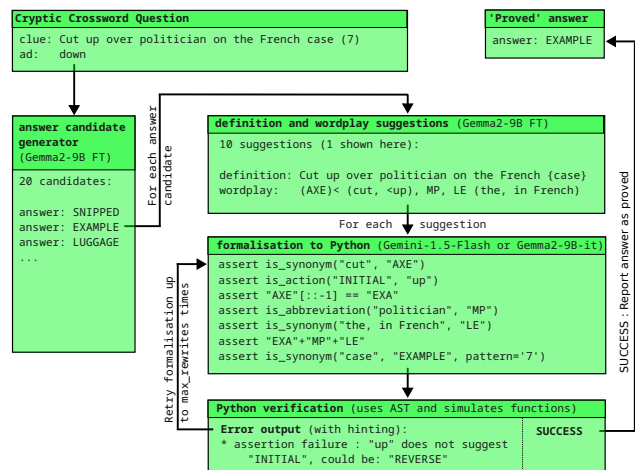 Cryptic Crossword Question
clue: Cut up over politician on the French case (7)
ad:   down
'Proved' answer
answer: EXAMPLE
answer candidate
generator
(Gemma2-9B FT)
20 candidates:
answer: SNIPPED
answer: EXAMPLE
answer: LUGGAGE
...
For each answer
candidate
definition and wordplay suggestions (Gemma2-9B FT)
10 suggestions (1 shown here):
definition: Cut up over politician on the French {case}
wordplay:   (AXE)< (cut, <up), MP, LE (the, in French)
For each suggestion
formalisation to Python (Gemini-1.5-Flash or Gemma2-9B-it)
assert is_synonym("cut", "AXE")
assert is_action("INITIAL", "up")
assert "AXE"[::-1] == "EXA"
assert is_abbreviation("politician", "MP")
assert is_synonym("the, in French", "LE")
assert "EXA"+"MP"+"LE"
assert is_synonym("case", "EXAMPLE", pattern='7')
Retry formalisation up
to max_rewrites times
Python verification (uses AST and simulates functions)
Error output (with hinting):
* assertion failure : "up" does not suggest
"INITIAL", could be: "REVERSE"
SUCCESS
SUCCESS : Report answer as proved